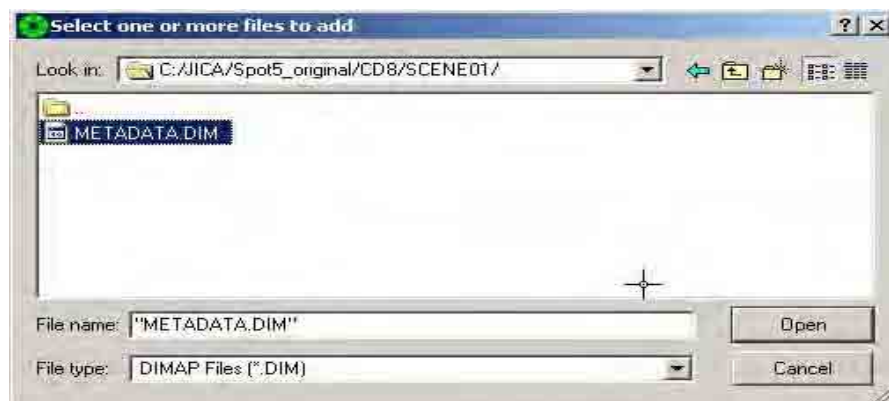 Select one or more files to add
Look in: C:/JICA/Spot5_original/CD8/SCENE01/
..
METADATA.DIM
File name: "METADATA.DIM"
Open
File type: DIMAP Files (*.DIM)
Cancel